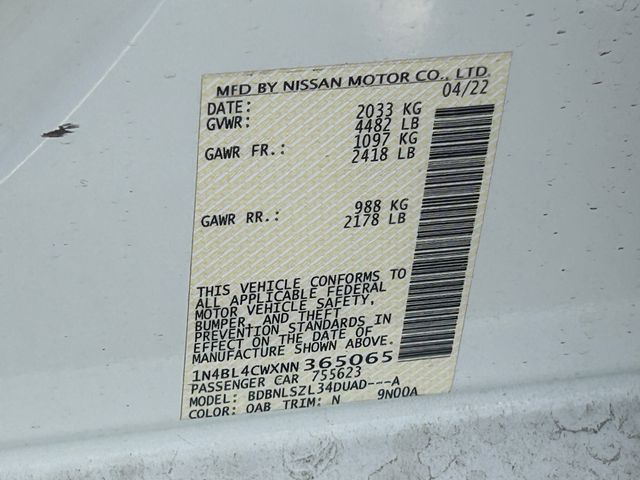 MFD BY NISSAN MOTOR CO., LTD.
DATE: 04/22
GVWR: 2033 KG
4482 LB
GAWR FR.: 1097 KG
2418 LB
GAWR RR.: 988 KG
2178 LB
THIS VEHICLE CONFORMS TO
ALL APPLICABLE FEDERAL
MOTOR VEHICLE SAFETY,
BUMPER, AND THEFT
PREVENTION STANDARDS IN
EFFECT ON THE DATE OF
MANUFACTURE SHOWN ABOVE.
1N4BL4CWXNN365065
PASSENGER CAR 755623
MODEL: BDBNLSZL34DUAD---A
COLOR: QAB TRIM: N 9N00A